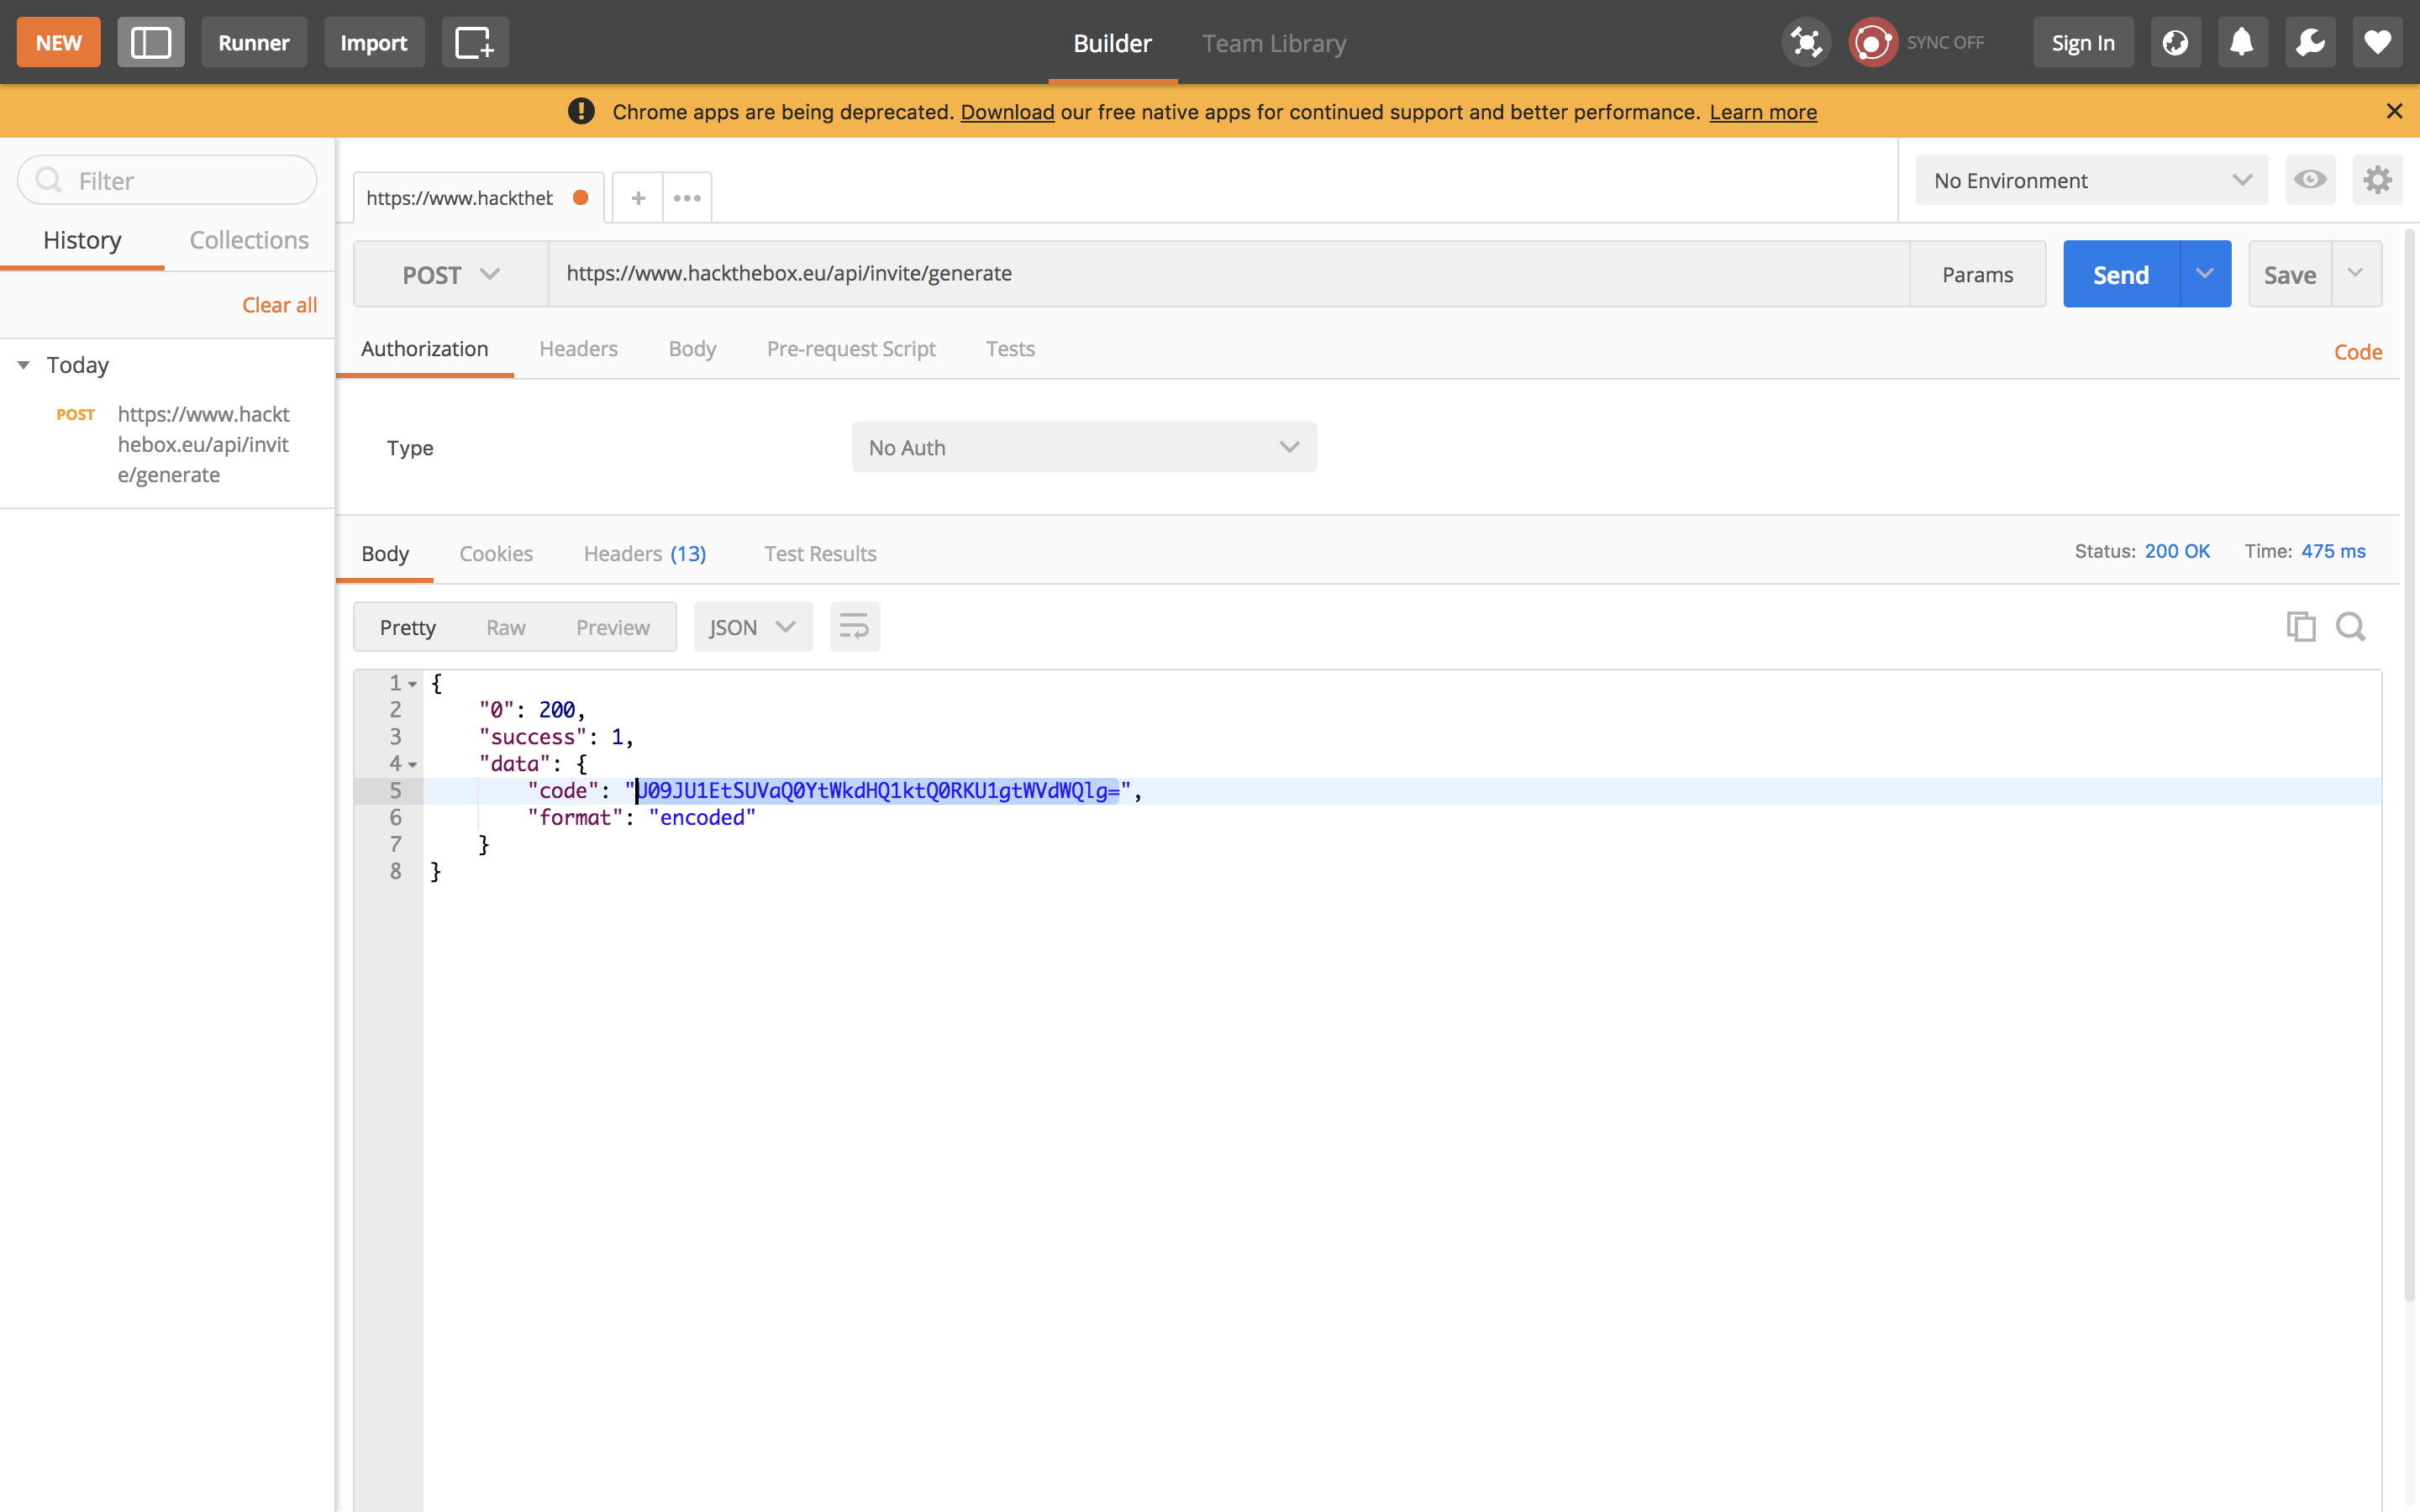 NEW
Runner
Import
Builder
Team Library
SYNC OFF
Sign In
Chrome apps are being deprecated. Download our free native apps for continued support and better performance. Learn more
Filter
History
Collections
Clear all
Today
POST
https://www.hackt
hebox.eu/api/invit
e/generate
https://www.hacktheb
No Environment
POST
https://www.hackthebox.eu/api/invite/generate
Params
Send
Save
Authorization
Headers
Body
Pre-request Script
Tests
Code
Type
No Auth
Body
Cookies
Headers (13)
Test Results
Status: 200 OK
Time: 475 ms
Pretty
Raw
Preview
JSON
1 {
2 "0": 200,
3 "success": 1,
4 "data": {
5 "code": "U09JU1EtSUVaQ0YtWkdHQ1ktQ0RKU1gtWVdWQlg=",
6 "format": "encoded"
7 }
8 }